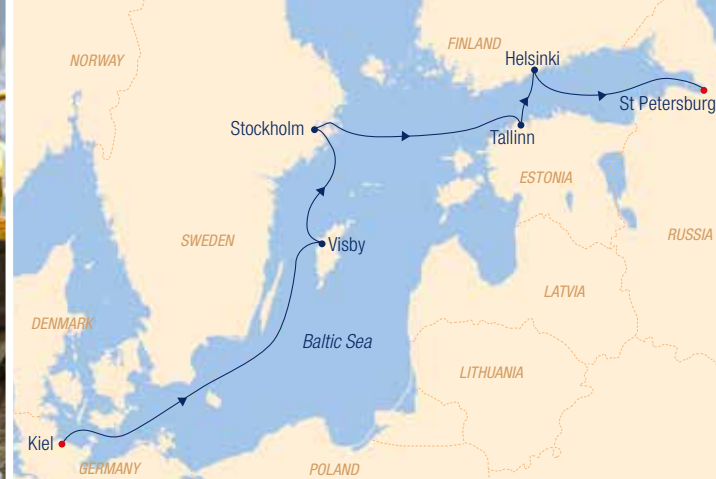 NORWAY
FINLAND
Helsinki
St Petersburg
Stockholm
Tallinn
ESTONIA
SWEDEN
Visby
RUSSIA
LATVIA
DENMARK
Baltic Sea
LITHUANIA
Kiel
GERMANY
POLAND